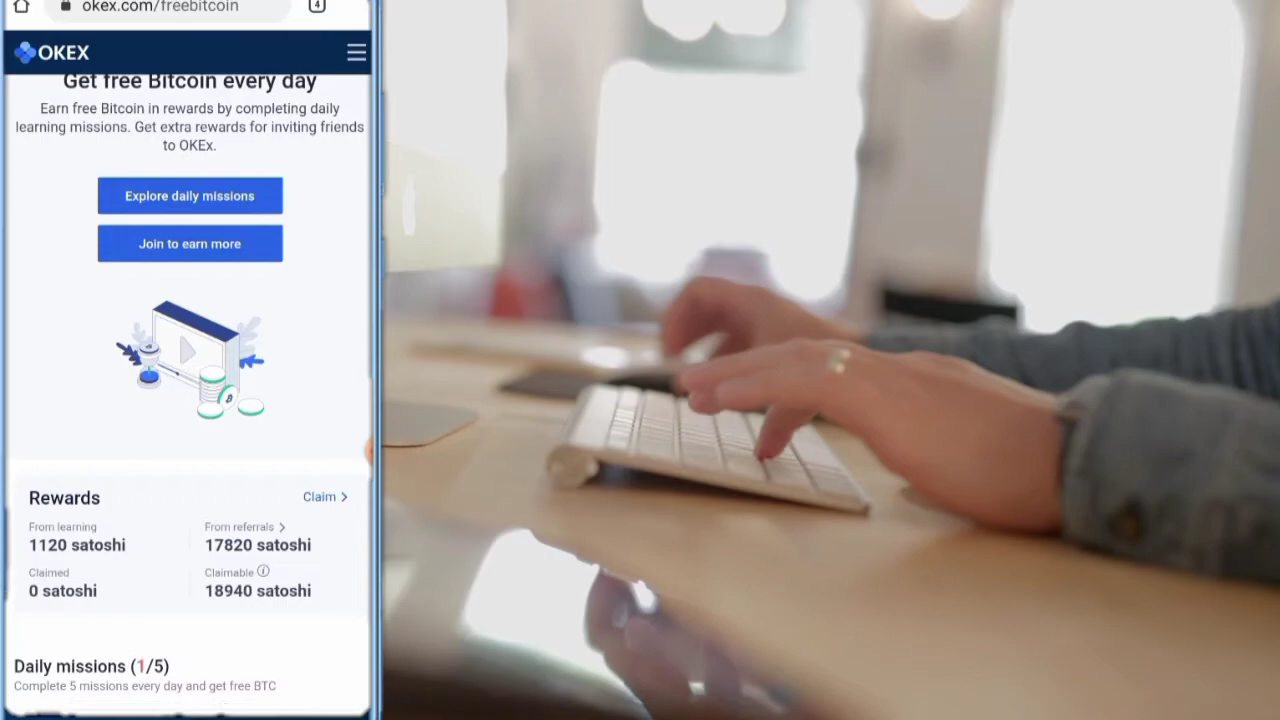 okex.com/freebitcoin
4
OKEX
Get free Bitcoin every day
Earn free Bitcoin in rewards by completing daily
learning missions. Get extra rewards for inviting friends
to OKEx.
Explore daily missions
Join to earn more
Rewards
Claim >
From learning
From referrals >
1120 satoshi
17820 satoshi
Claimed
Claimable
0 satoshi
18940 satoshi
Daily missions (1/5)
Complete 5 missions every day and get free BTC